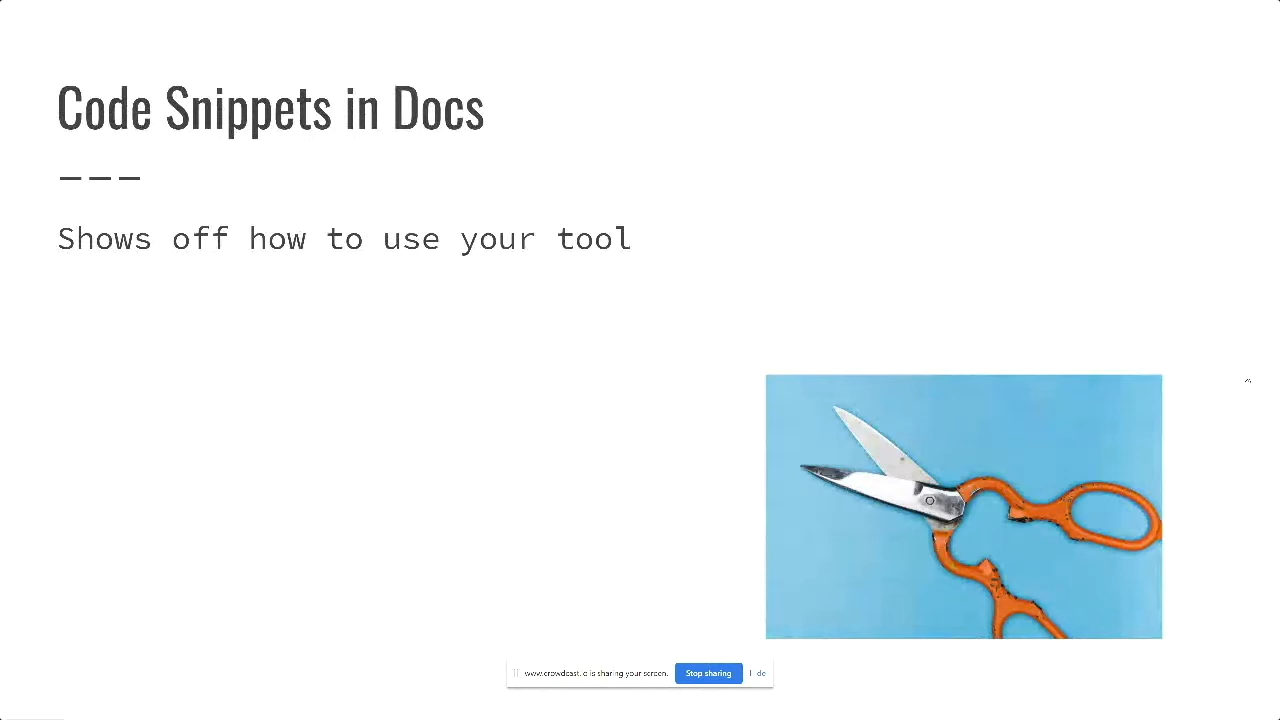 Code Snippets in Docs
---
Shows off how to use your tool
www.crowdcast.io is sharing your screen. Stop sharing Hide